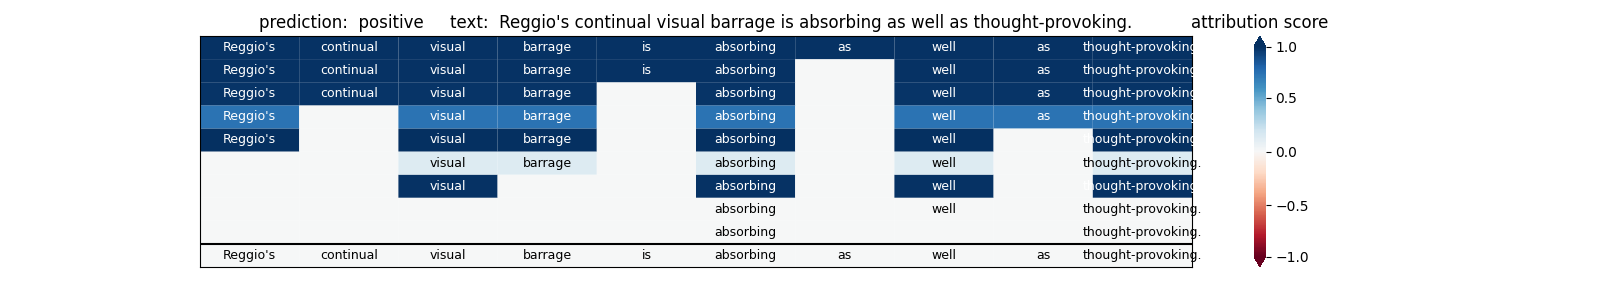 prediction:  positive     text:  Reggio's continual visual barrage is absorbing as well as thought-provoking.
attribution score
Reggio's continual visual barrage is absorbing as well as thought-provoking.
Reggio's continual visual barrage is absorbing well as thought-provoking.
Reggio's continual visual barrage absorbing well as thought-provoking.
Reggio's visual barrage absorbing well as thought-provoking.
Reggio's visual barrage absorbing well thought-provoking.
visual barrage absorbing well thought-provoking.
visual absorbing well thought-provoking.
absorbing well thought-provoking.
absorbing thought-provoking.
Reggio's continual visual barrage is absorbing as well as thought-provoking.
1.0
0.5
0.0
−0.5
−1.0